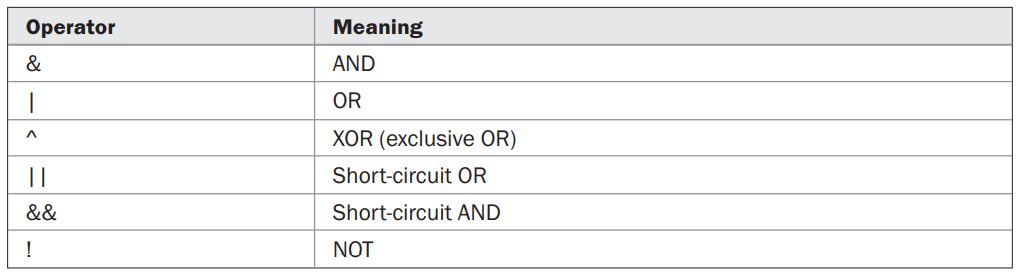 Operator Meaning
& AND
| OR
^ XOR (exclusive OR)
|| Short-circuit OR
&& Short-circuit AND
! NOT